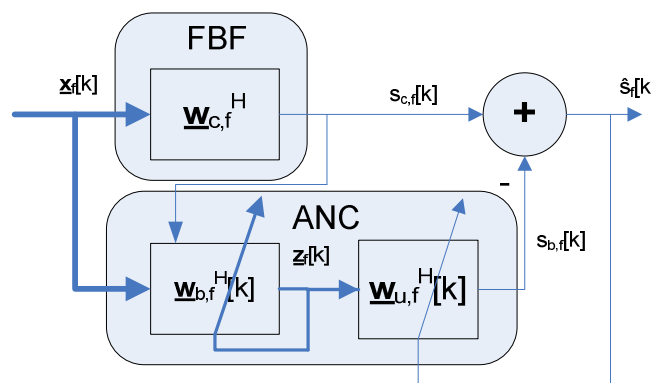 FBF
x_f[k]
w_c,f^H
s_c,f[k]
+
ŝ_f[k
ANC
-
w_b,f^H[k]
z_f[k]
w_u,f^H[k]
s_b,f[k]